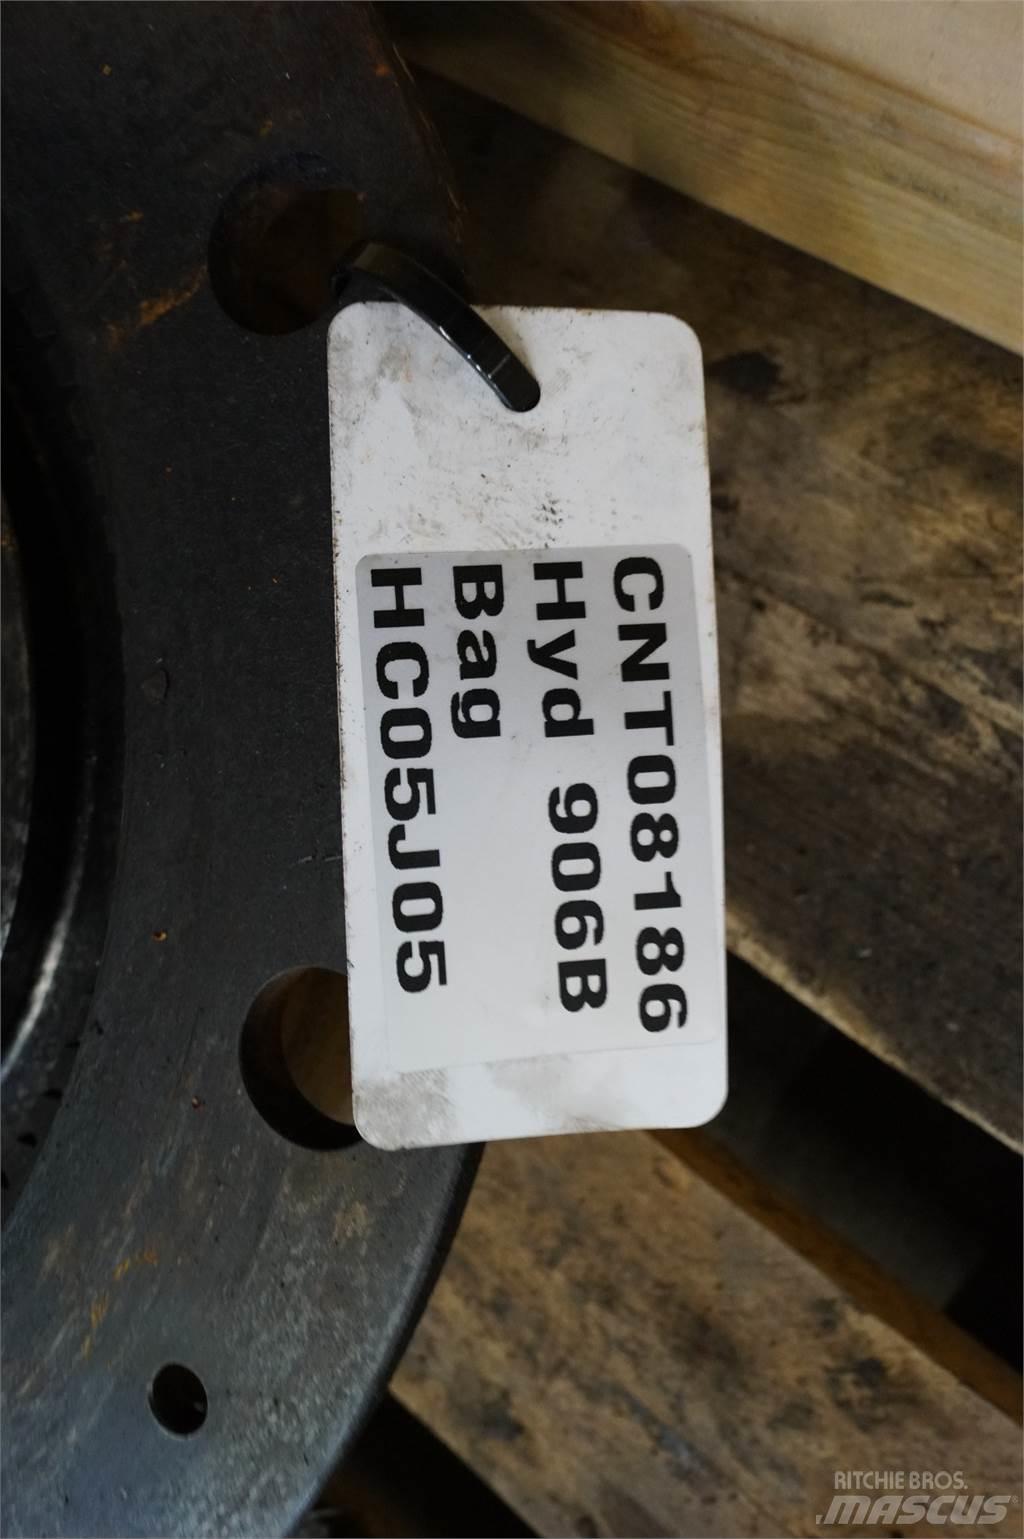 CNT08186
Hyd 906B
Bag
HC05J05
RITCHIE BROS.
MASCUS